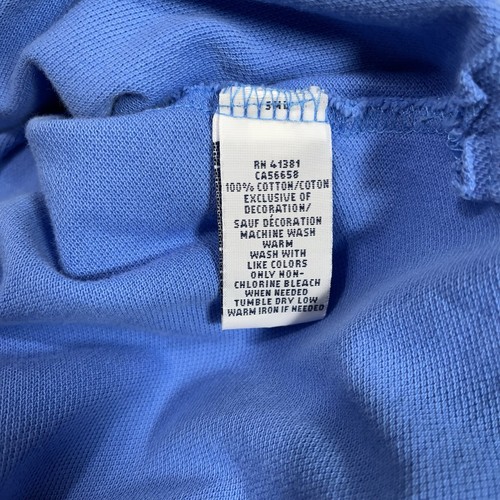 RN 41381
CA56658
100% COTTON/COTON
EXCLUSIVE OF
DECORATION/
SAUF DÉCORATION
MACHINE WASH
WARM
WASH WITH
LIKE COLORS
ONLY NON-
CHLORINE BLEACH
WHEN NEEDED
TUMBLE DRY LOW
WARM IRON IF NEEDED